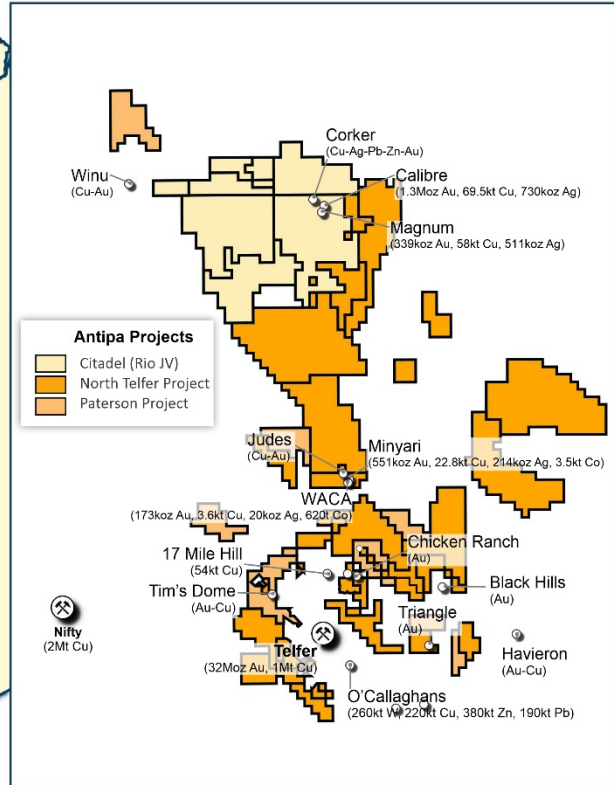 Corker
(Cu-Ag-Pb-Zn-Au)
Winu
(Cu-Au)
Calibre
(1.3Moz Au, 69.5kt Cu, 730koz Ag)
Magnum
(339koz Au, 58kt Cu, 511koz Ag)
Antipa Projects
Citadel (Rio JV)
North Telfer Project
Paterson Project
Judes
(Cu-Au)
Minyari
(551koz Au, 22.8kt Cu, 214koz Ag, 3.5kt Co)
WACA
(173koz Au, 3.6kt Cu, 20koz Ag, 620t Co)
17 Mile Hill
(54kt Cu)
Chicken Ranch
(Au)
Tim's Dome
(Au-Cu)
Black Hills
(Au)
Triangle
(Au)
Nifty
(2Mt Cu)
Telfer
(32Moz Au, 1Mt Cu)
Havieron
(Au-Cu)
O'Callaghans
(260kt W, 220kt Cu, 380kt Zn, 190kt Pb)